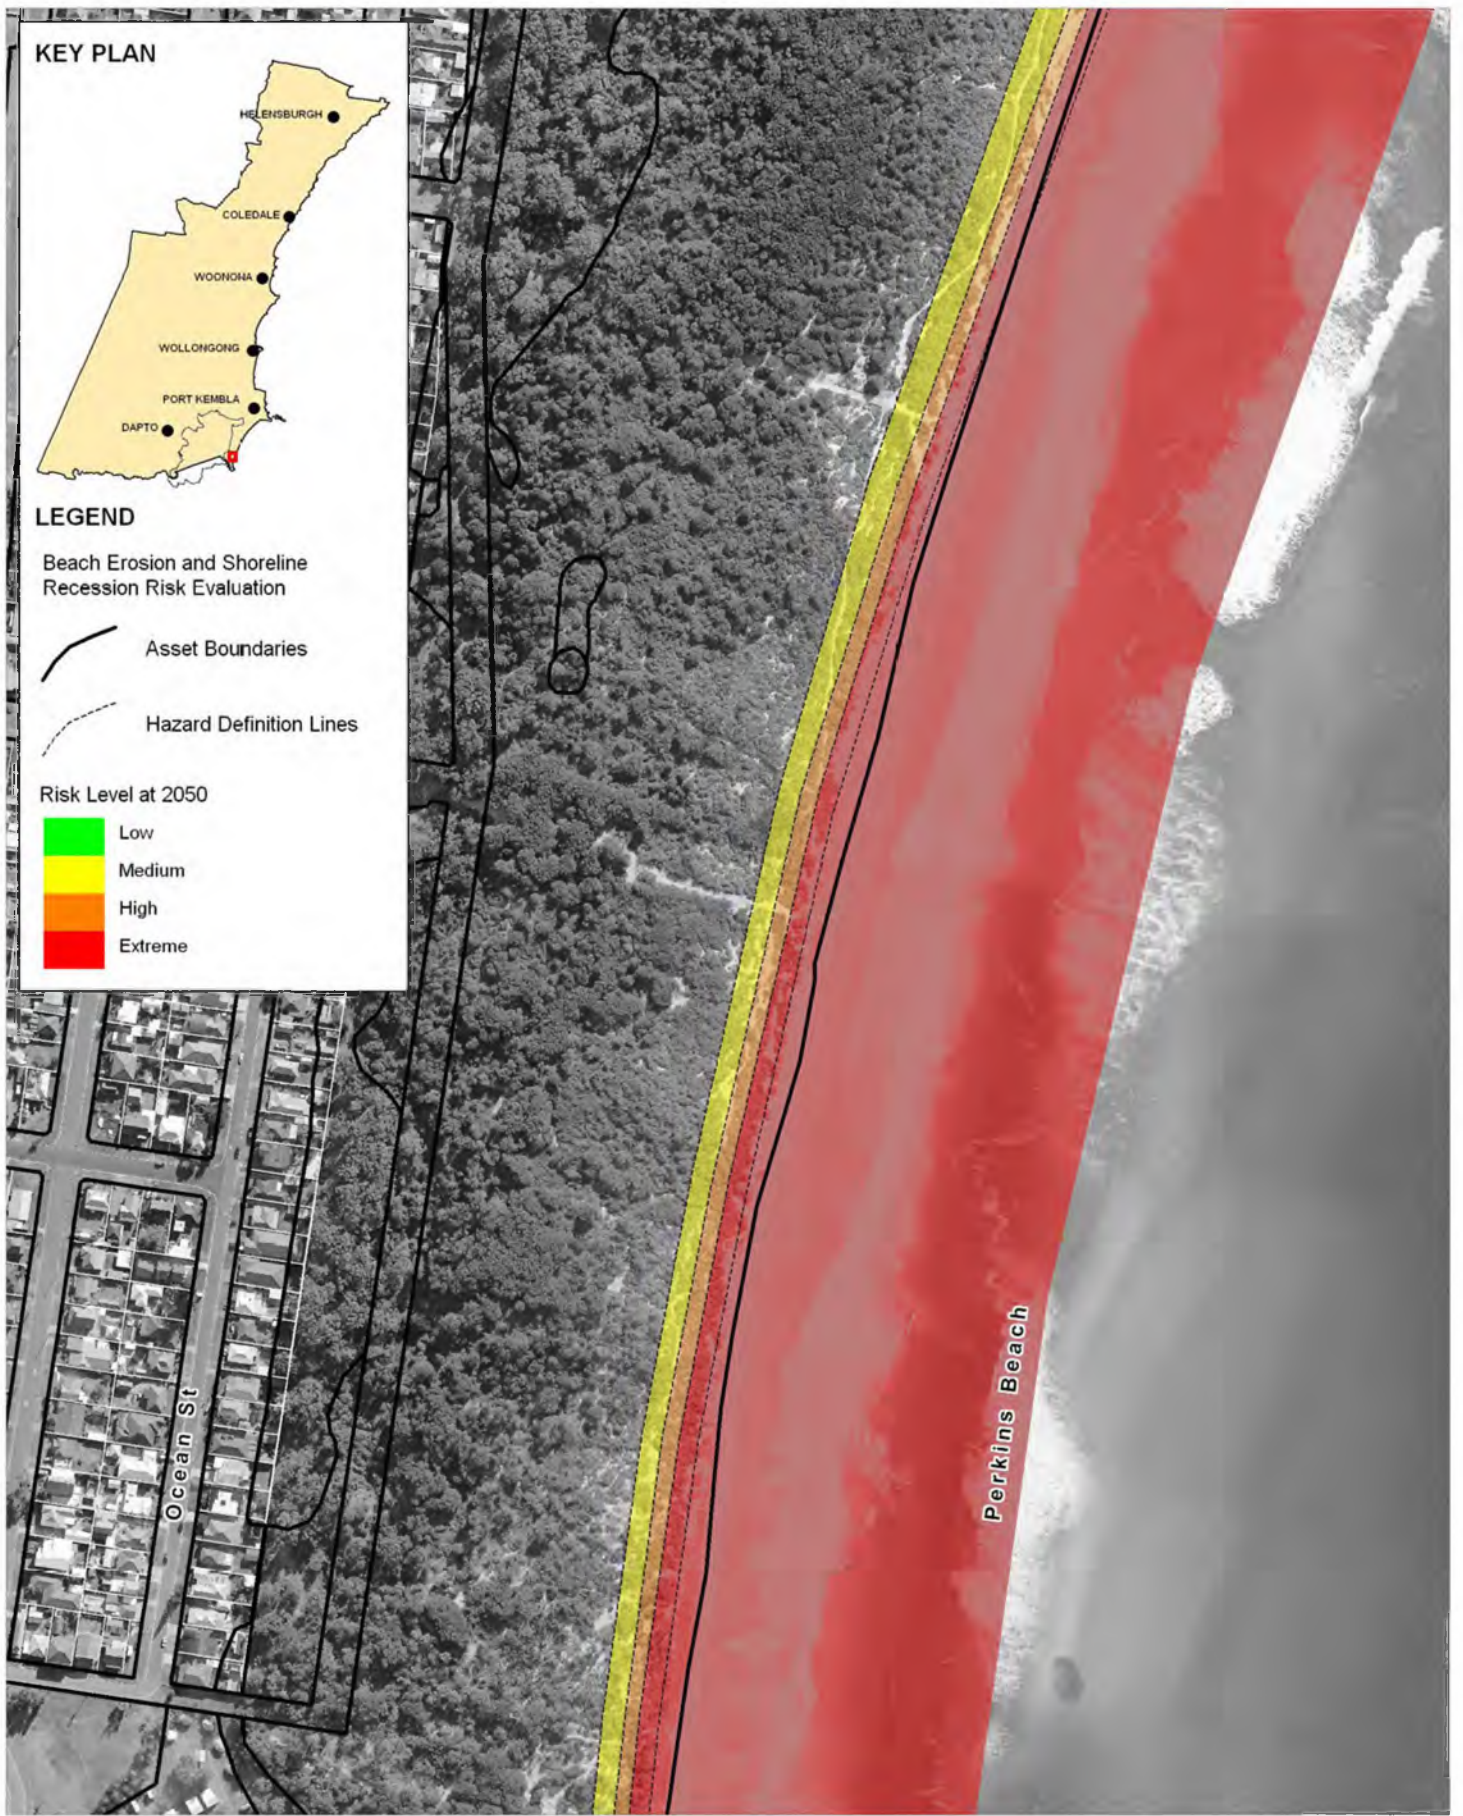 KEY PLAN
HELENSBURGH
COLEDALE
WOONONA
WOLLONGONG
PORT KEMBLA
DAPTO
LEGEND
Beach Erosion and Shoreline
Recession Risk Evaluation
Asset Boundaries
Hazard Definition Lines
Risk Level at 2050
Low
Medium
High
Extreme
Ocean St
Perkins Beach